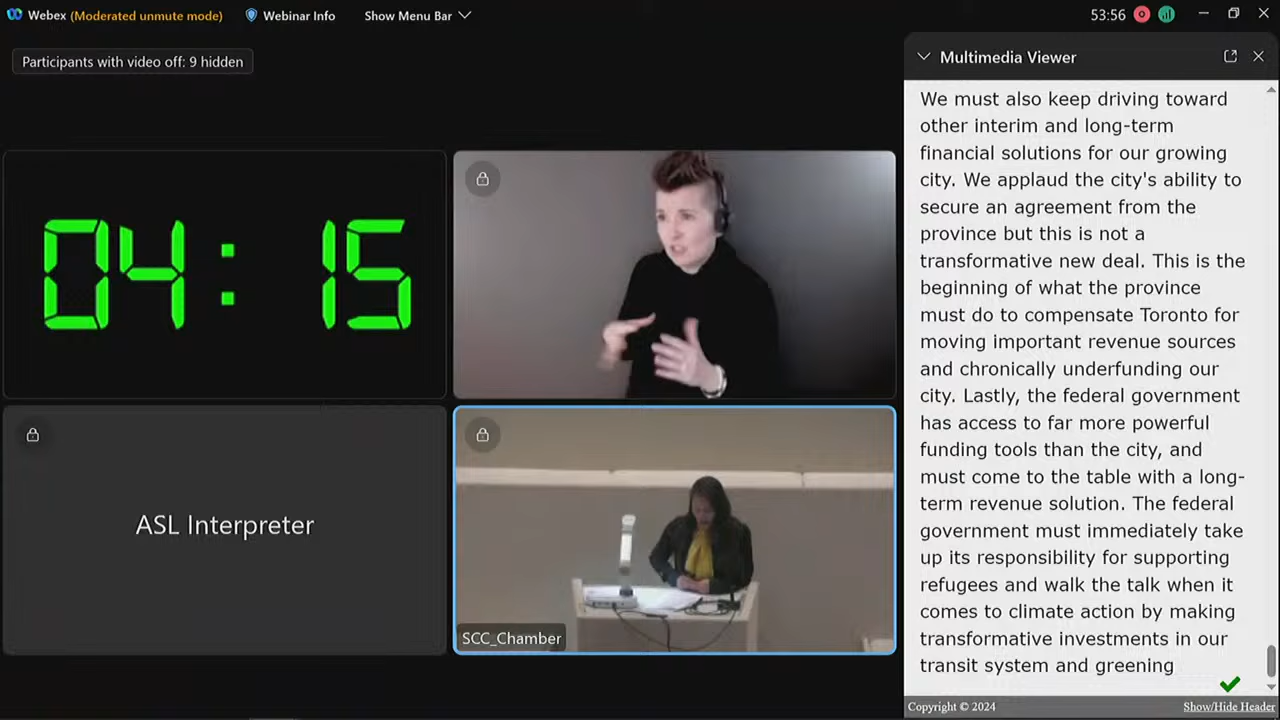 Webex (Moderated unmute mode)
Webinar Info
Show Menu Bar
53:56
Participants with video off: 9 hidden
Multimedia Viewer
04:15
ASL Interpreter
SCC_Chamber
We must also keep driving toward
other interim and long-term
financial solutions for our growing
city. We applaud the city's ability to
secure an agreement from the
province but this is not a
transformative new deal. This is the
beginning of what the province
must do to compensate Toronto for
moving important revenue sources
and chronically underfunding our
city. Lastly, the federal government
has access to far more powerful
funding tools than the city, and
must come to the table with a long-
term revenue solution. The federal
government must immediately take
up its responsibility for supporting
refugees and walk the talk when it
comes to climate action by making
transformative investments in our
transit system and greening
Copyright © 2024
Show/Hide Header